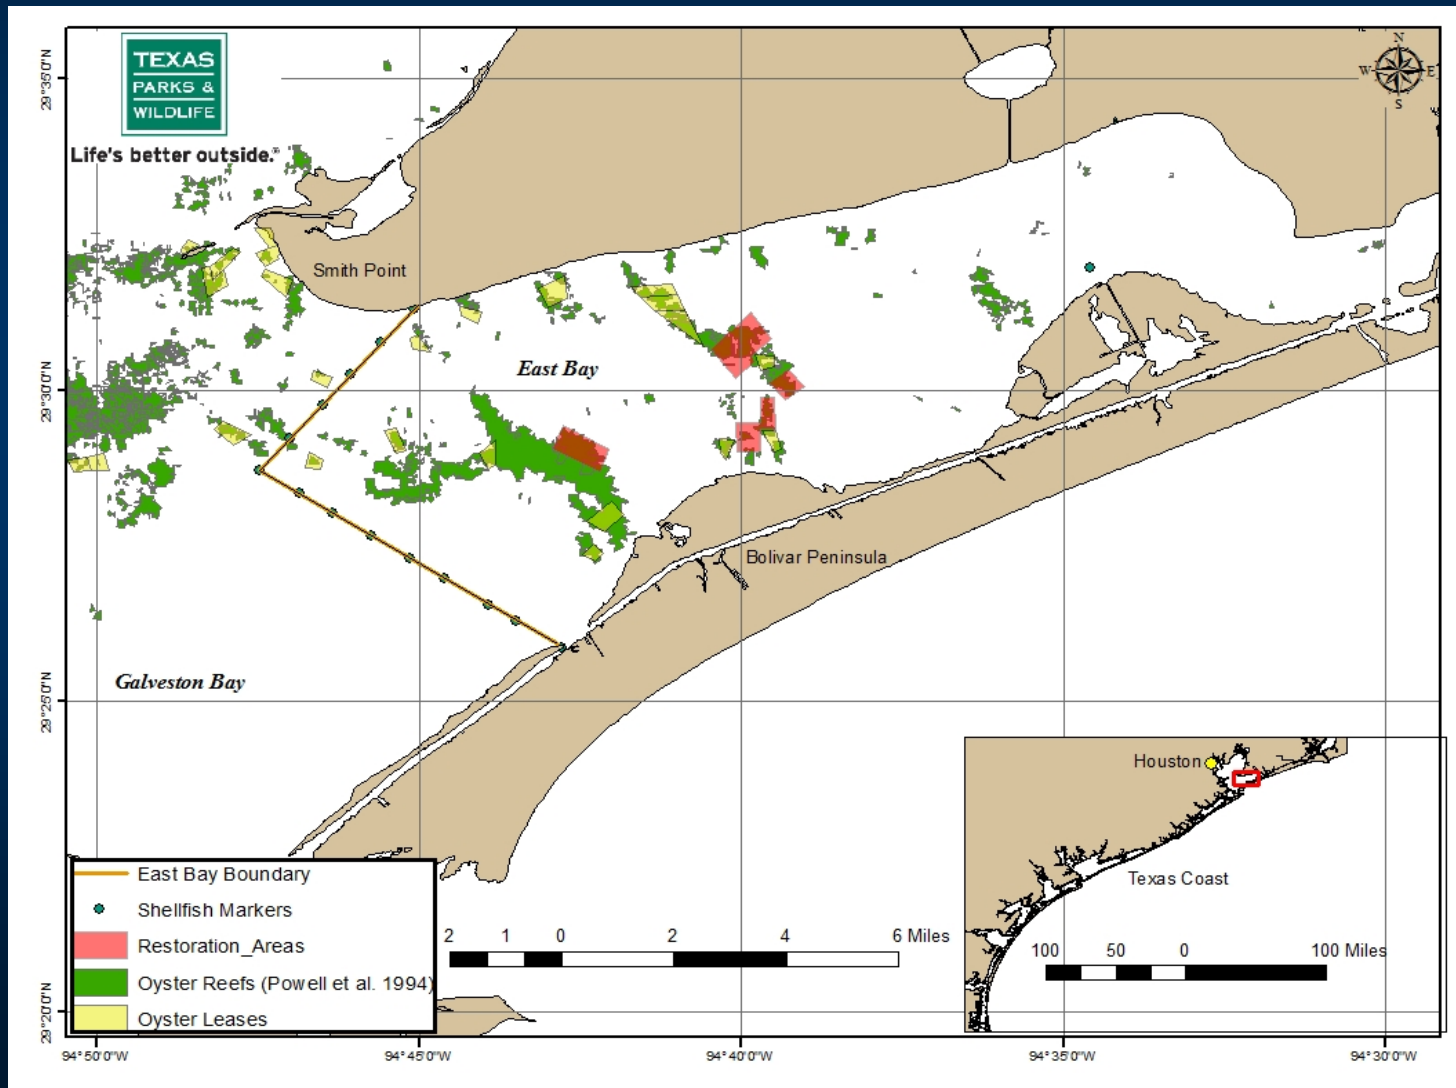 TEXAS
PARKS &
WILDLIFE
Life's better outside.®
N
W E
S
29°35'0"N
29°30'0"N
29°25'0"N
29°20'0"N
Smith Point
East Bay
Bolivar Peninsula
Galveston Bay
Houston
Texas Coast
100 50 0 100 Miles
East Bay Boundary
Shellfish Markers
Restoration_Areas
Oyster Reefs (Powell et al. 1994)
Oyster Leases
2 1 0 2 4 6 Miles
94°50'0"W 94°45'0"W 94°40'0"W 94°35'0"W 94°30'0"W